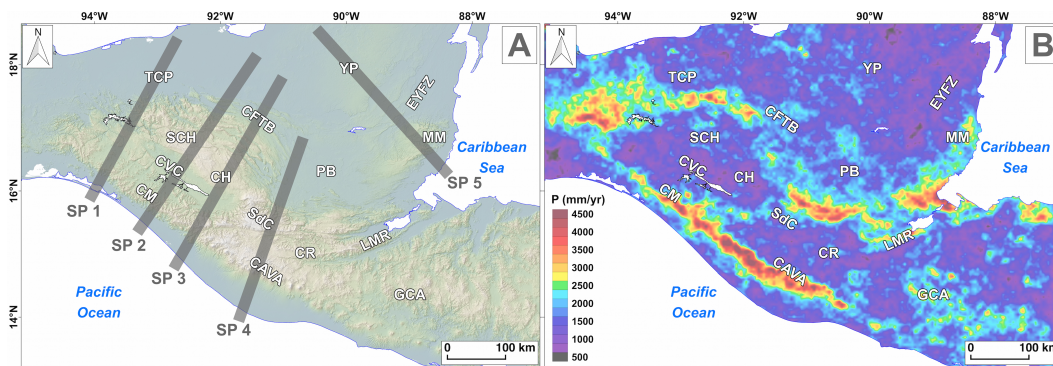 94°W 92°W 90°W 88°W
18°N
16°N
14°N
N
A
TCP
YP
EYFZ
CFTB
SCH
MM
Caribbean
Sea
CVC
CH
PB
CM
SP 1
SP 5
SdC
SP 2
CR
LMR
SP 3
CAVA
GCA
Pacific
Ocean
SP 4
0 100 km
94°W 92°W 90°W 88°W
N
B
TCP
YP
EYFZ
CFTB
SCH
MM
Caribbean
Sea
CVC
CH
PB
CM
P (mm/yr)
4500
4000
3500
3000
2500
2000
1500
1000
500
SdC
CR
LMR
CAVA
GCA
Pacific
Ocean
0 100 km